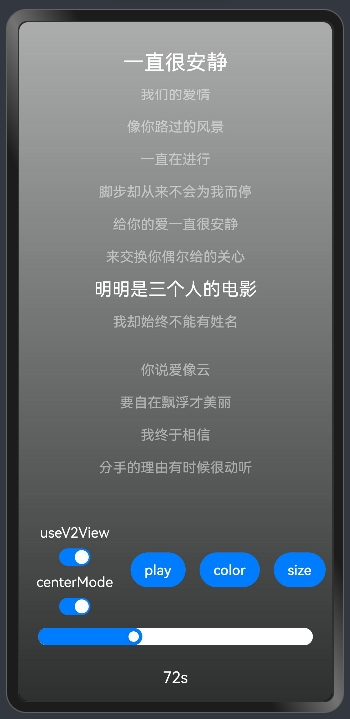 一直很安静
我们的爱情
像你路过的风景
一直在进行
脚步却从来不会为我而停
给你的爱一直很安静
来交换你偶尔给的关心
明明是三个人的电影
我却始终不能有姓名
你说爱像云
要自在飘浮才美丽
我终于相信
分手的理由有时候很动听
useV2View
centerMode
play
color
size
72s